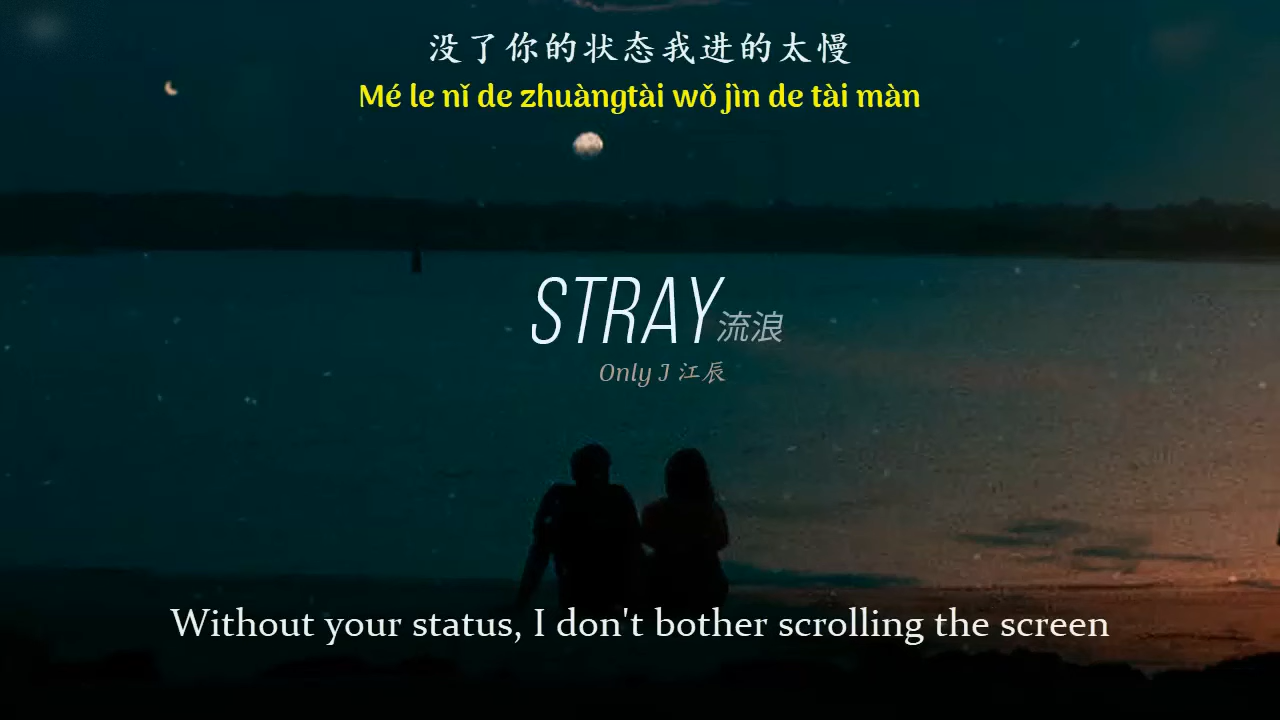 没了你的状态我进的太慢
Mé le nǐ de zhuàngtài wǒ jìn de tài màn
STRAY流浪
Only J 江辰
Without your status, I don't bother scrolling the screen